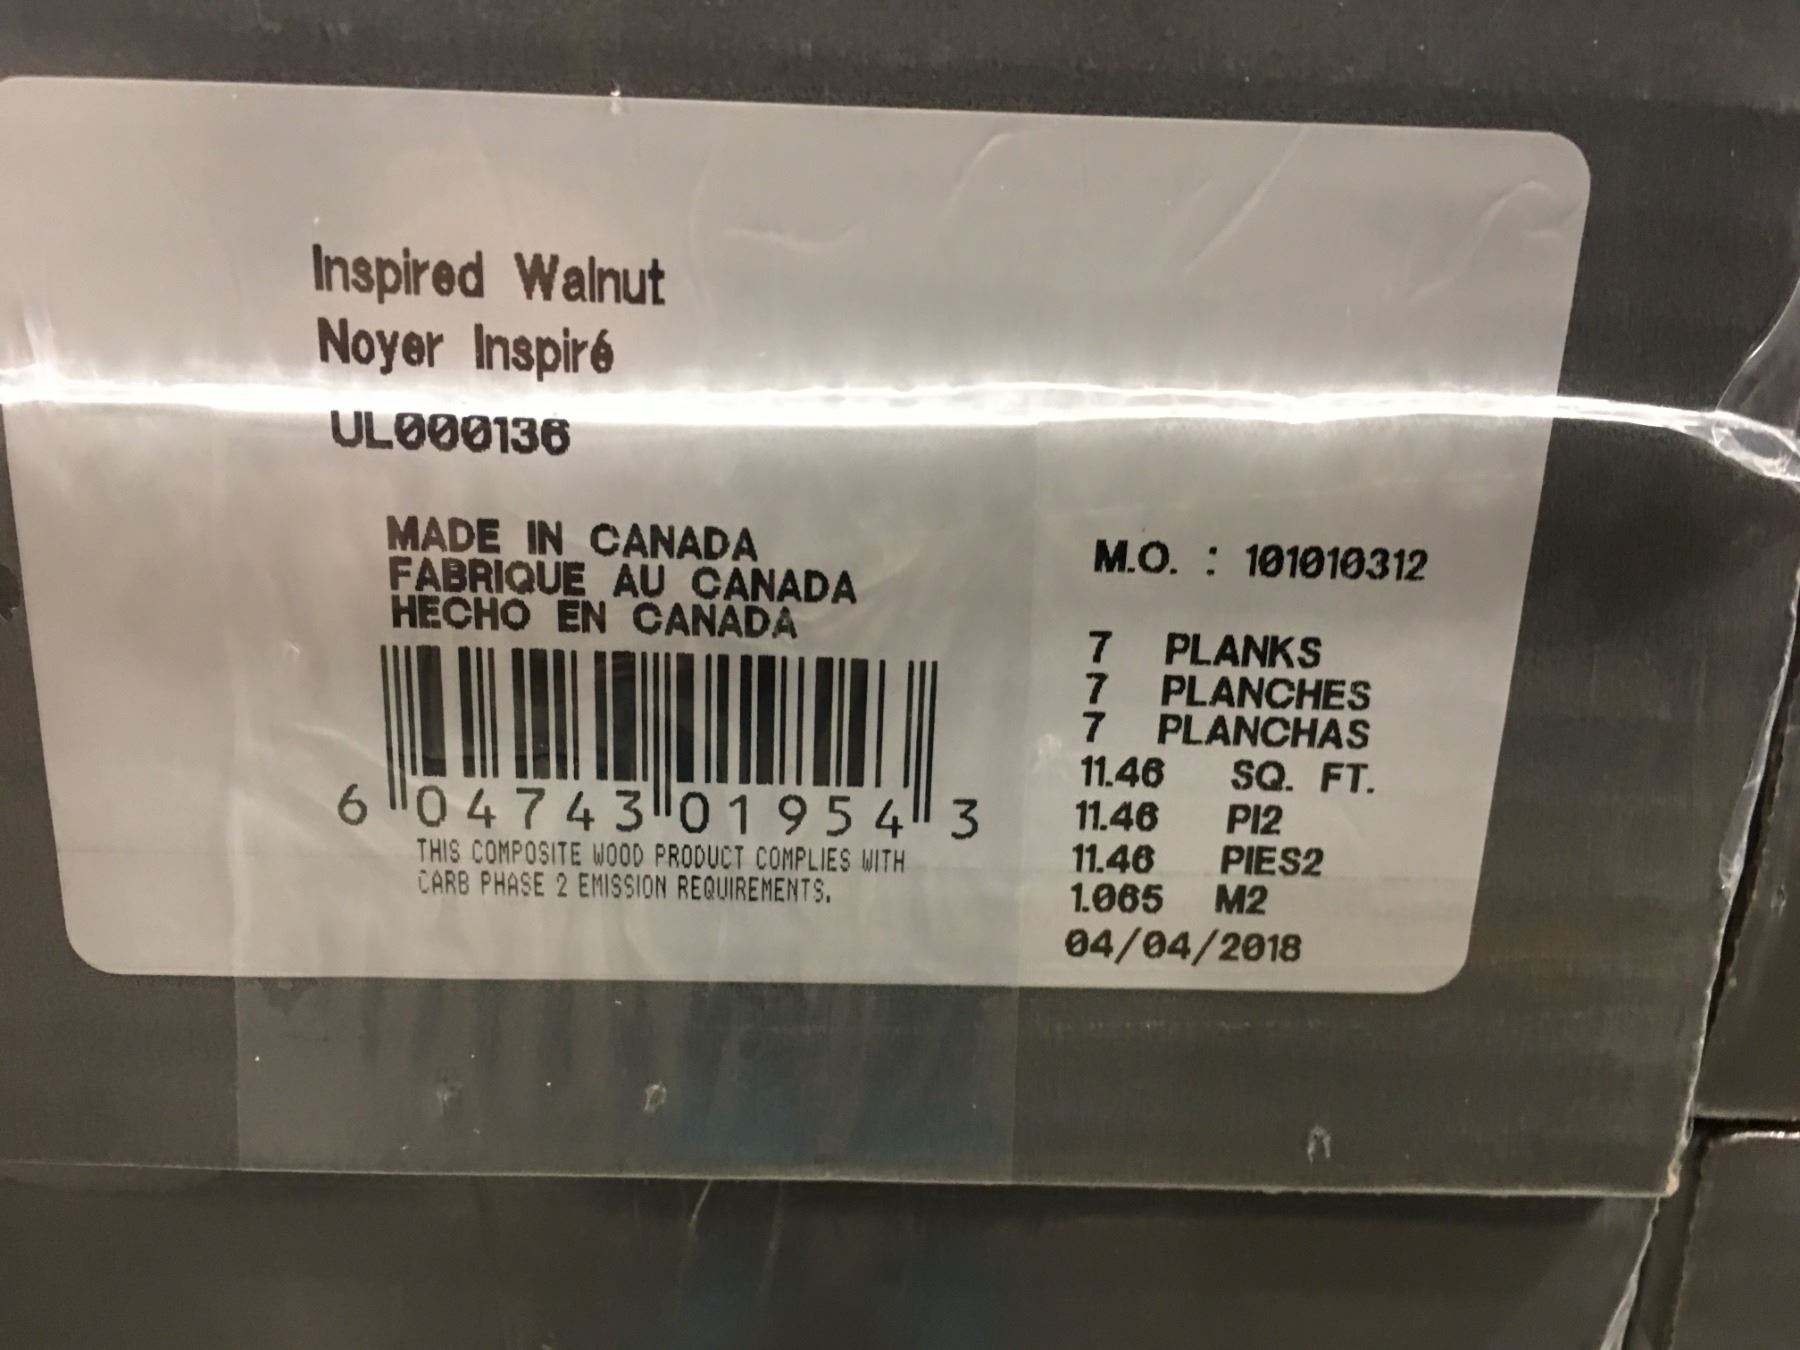 Inspired Walnut
Noyer Inspiré
UL000136
MADE IN CANADA
FABRIQUE AU CANADA
HECHO EN CANADA
6 04743 01954 3
THIS COMPOSITE WOOD PRODUCT COMPLIES WITH
CARB PHASE 2 EMISSION REQUIREMENTS.
M.O. : 101010312
7 PLANKS
7 PLANCHES
7 PLANCHAS
11.46 SQ. FT.
11.46 PI2
11.46 PIES2
1.065 M2
04/04/2018